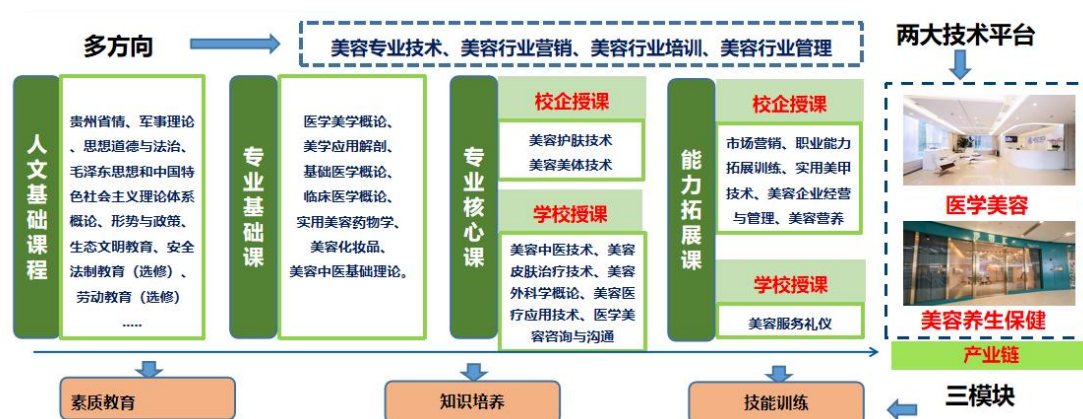 多方向
美容专业技术、美容行业营销、美容行业培训、美容行业管理
两大技术平台
人文基础课程
贵州省情、军事理论
、思想道德与法治、
毛泽东思想和中国特
色社会主义理论体系
概论、形势与政策、
生态文明教育、安全
法制教育（选修）、
劳动教育（选修）
.....
专业基础课
医学美学概论、
美学应用解剖、
基础医学概论、
临床医学概论、
实用美容药物学、
美容化妆品、
美容中医基础理论。
专业核心课
校企授课
美容护肤技术
美容美体技术
学校授课
美容中医技术、美容
皮肤治疗技术、美容
外科学概论、美容医
疗应用技术、医学美
容咨询与沟通
能力拓展课
校企授课
市场营销、职业能力
拓展训练、实用美甲
技术、美容企业经营
与管理、美容营养
学校授课
美容服务礼仪
医学美容
美容养生保健
产业链
素质教育
知识培养
技能训练
三模块